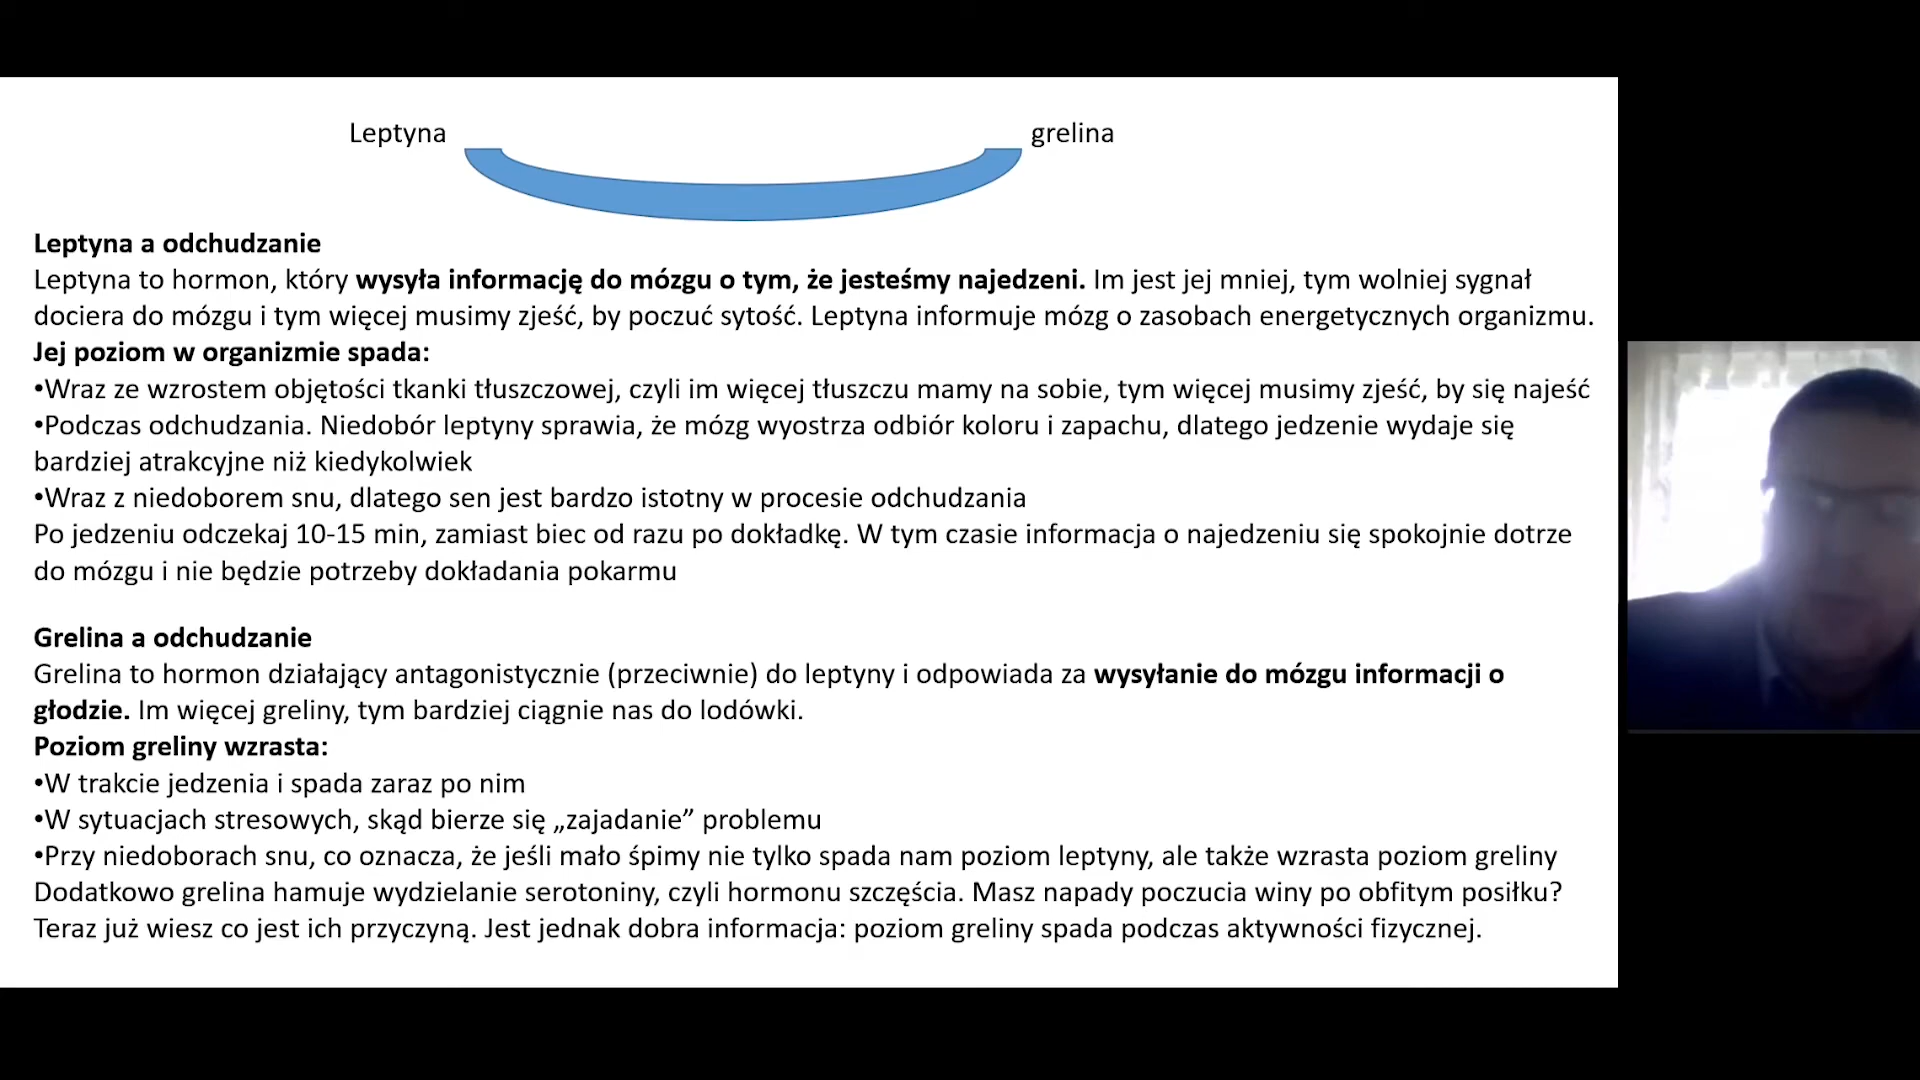 Leptyna grelina
Leptyna a odchudzanie
Leptyna to hormon, który wysyła informację do mózgu o tym, że jesteśmy najedzeni. Im jest jej mniej, tym wolniej sygnał
dociera do mózgu i tym więcej musimy zjeść, by poczuć sytość. Leptyna informuje mózg o zasobach energetycznych organizmu.
Jej poziom w organizmie spada:
•Wraz ze wzrostem objętości tkanki tłuszczowej, czyli im więcej tłuszczu mamy na sobie, tym więcej musimy zjeść, by się najeść
•Podczas odchudzania. Niedobór leptyny sprawia, że mózg wyostrza odbiór koloru i zapachu, dlatego jedzenie wydaje się
bardziej atrakcyjne niż kiedykolwiek
•Wraz z niedoborem snu, dlatego sen jest bardzo istotny w procesie odchudzania
Po jedzeniu odczekaj 10-15 min, zamiast biec od razu po dokładkę. W tym czasie informacja o najedzeniu się spokojnie dotrze
do mózgu i nie będzie potrzeby dokładania pokarmu
Grelina a odchudzanie
Grelina to hormon działający antagonistycznie (przeciwnie) do leptyny i odpowiada za wysyłanie do mózgu informacji o
głodzie. Im więcej greliny, tym bardziej ciągnie nas do lodówki.
Poziom greliny wzrasta:
•W trakcie jedzenia i spada zaraz po nim
•W sytuacjach stresowych, skąd bierze się „zajadanie” problemu
•Przy niedoborach snu, co oznacza, że jeśli mało śpimy nie tylko spada nam poziom leptyny, ale także wzrasta poziom greliny
Dodatkowo grelina hamuje wydzielanie serotoniny, czyli hormonu szczęścia. Masz napady poczucia winy po obfitym posiłku?
Teraz już wiesz co jest ich przyczyną. Jest jednak dobra informacja: poziom greliny spada podczas aktywności fizycznej.